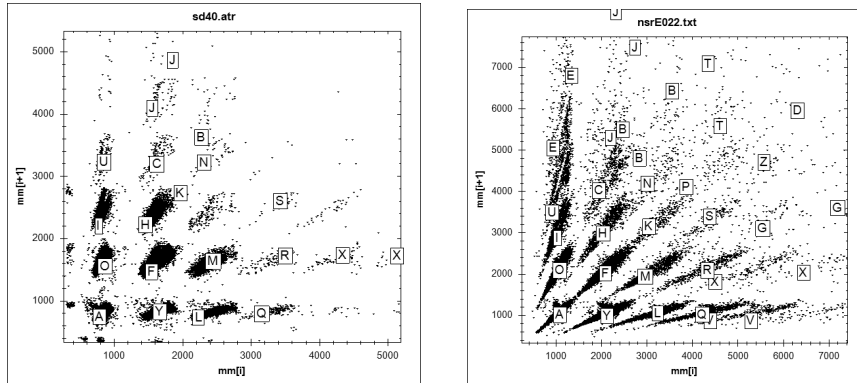 sd40.atr
5000
4000
3000
2000
1000
mm[i+1]
J
J
B
U
C
N
K
S
I
H
O
F
M
R
X
X
A
Y
L
Q
1000 2000 3000 4000 5000
mm[i]
J
nsrE022.txt
7000
6000
5000
4000
3000
2000
1000
mm[i+1]
J
T
E
B
D
B
T
J
E
B
Z
N
P
C
G
U
S
K
G
H
I
O
F
M
R
X
V
A
Y
L
Q
V
V
1000 2000 3000 4000 5000 6000 7000
mm[i]